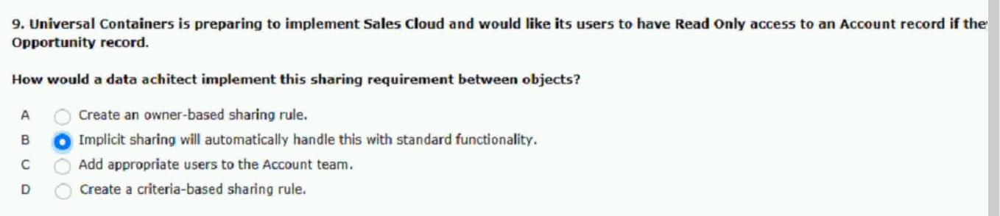 9. Universal Containers is preparing to implement Sales Cloud and would like its users to have Read Only access to an Account record if
Opportunity record.
How would a data achitect implement this sharing requirement between objects?
A Create an owner-based sharing rule.
B Implicit sharing will automatically handle this with standard functionality.
C Add appropriate users to the Account team.
D Create a criteria-based sharing rule.